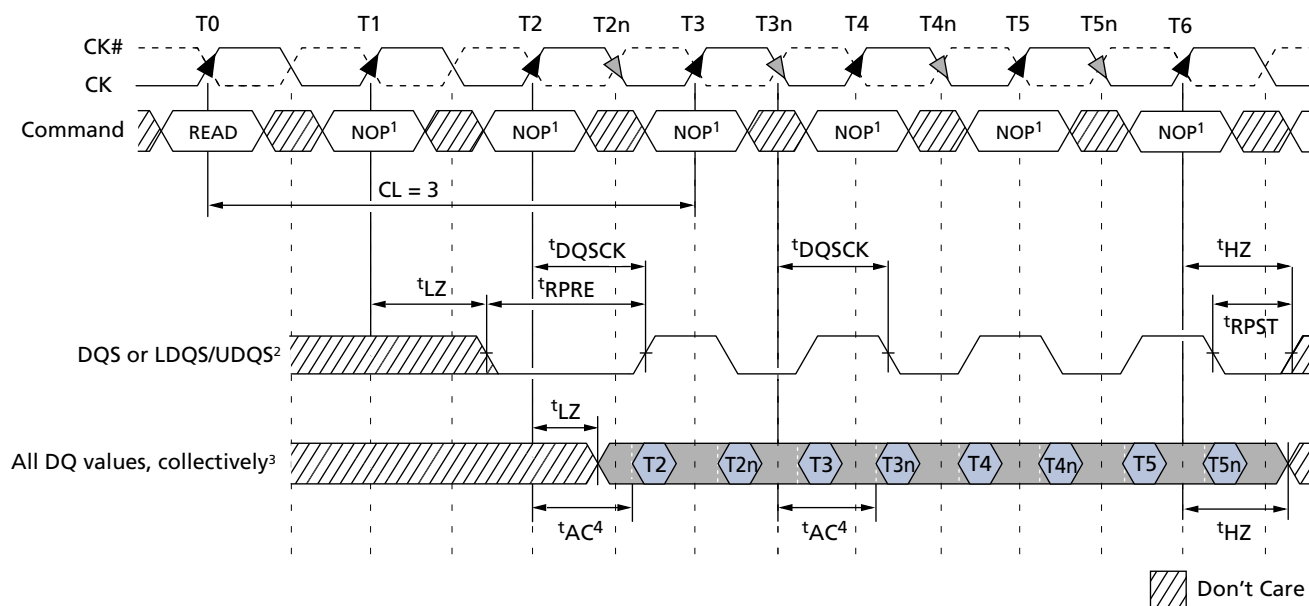 T0 T1 T2 T2n T3 T3n T4 T4n T5 T5n T6
CK#
CK
Command READ NOP¹ NOP¹ NOP¹ NOP¹ NOP¹ NOP¹
CL = 3
ᵗDQSCK ᵗDQSCK ᵗHZ
ᵗLZ ᵗRPRE
ᵗRPST
DQS or LDQS/UDQS²
ᵗLZ
All DQ values, collectively³ T2 T2n T3 T3n T4 T4n T5 T5n
ᵗAC⁴ ᵗAC⁴ ᵗHZ
Don't Care